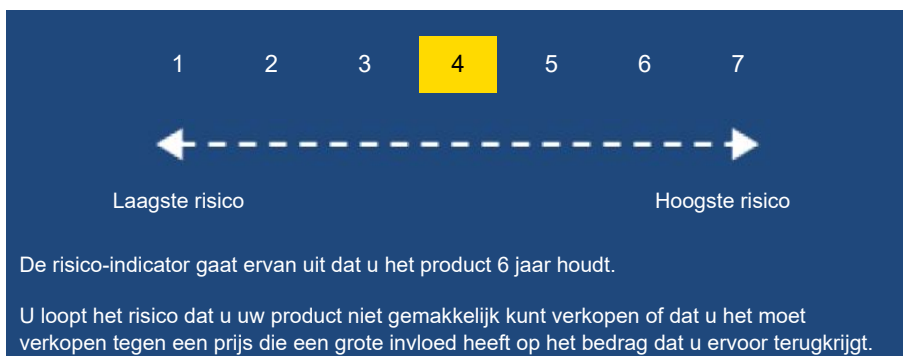 1 2 3 4 5 6 7
Laagste risico Hoogste risico
De risico-indicator gaat ervan uit dat u het product 6 jaar houdt.
U loopt het risico dat u uw product niet gemakkelijk kunt verkopen of dat u het moet
verkopen tegen een prijs die een grote invloed heeft op het bedrag dat u ervoor terugkrijgt.